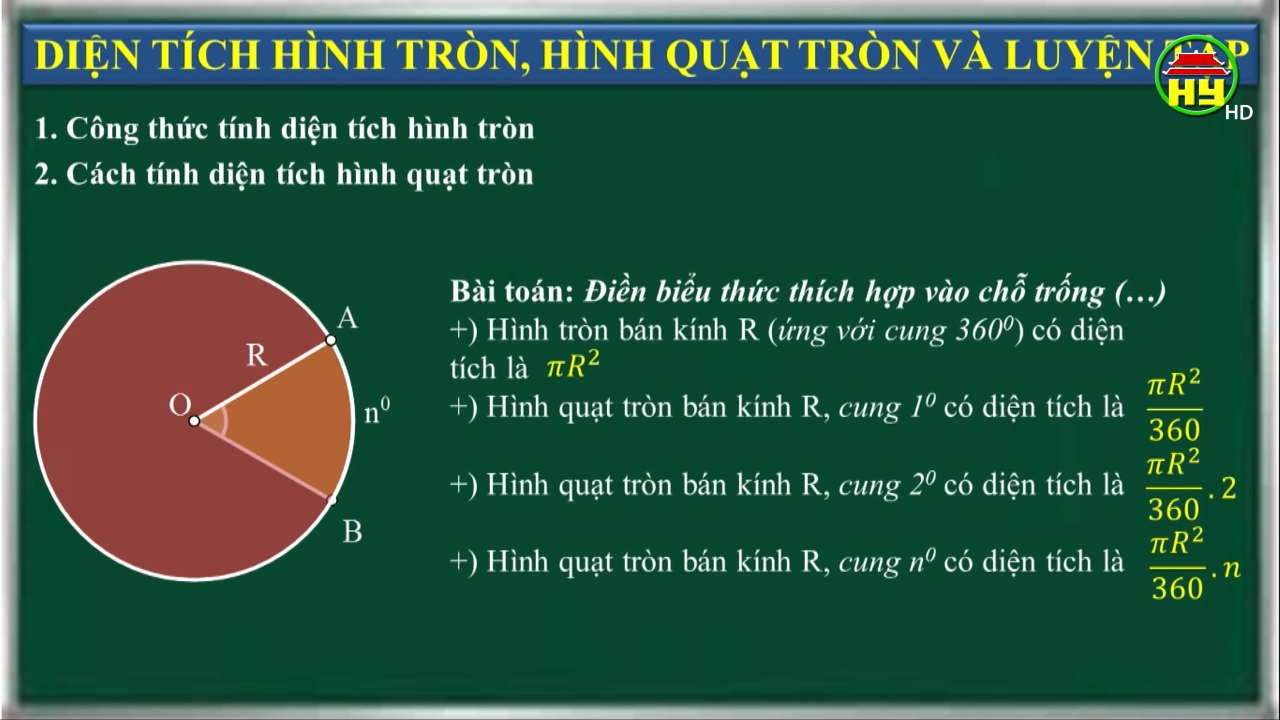 DIỆN TÍCH HÌNH TRÒN, HÌNH QUẠT TRÒN VÀ LUYỆN TẬP
HY
HD
1. Công thức tính diện tích hình tròn
2. Cách tính diện tích hình quạt tròn
A
R
O
n⁰
B
Bài toán: Điền biểu thức thích hợp vào chỗ trống (…)
+) Hình tròn bán kính R (ứng với cung 360⁰) có diện
tích là πR²
+) Hình quạt tròn bán kính R, cung 1⁰ có diện tích là πR²/360
+) Hình quạt tròn bán kính R, cung 2⁰ có diện tích là πR²/360 . 2
+) Hình quạt tròn bán kính R, cung n⁰ có diện tích là πR²/360 . n